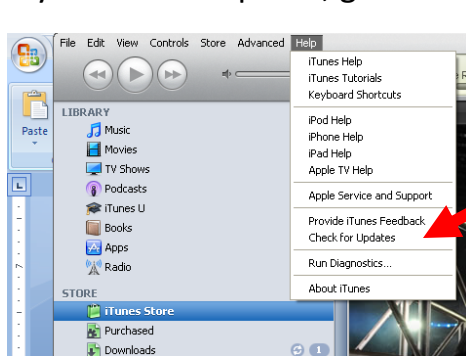 File Edit View Controls Store Advanced Help
iTunes Help
iTunes Tutorials
Keyboard Shortcuts
iPod Help
iPhone Help
iPad Help
Apple TV Help
Apple Service and Support
Provide iTunes Feedback
Check for Updates
Run Diagnostics...
About iTunes
Paste
L
LIBRARY
Music
Movies
TV Shows
Podcasts
iTunes U
Books
Apps
Radio
STORE
iTunes Store
Purchased
Downloads 1